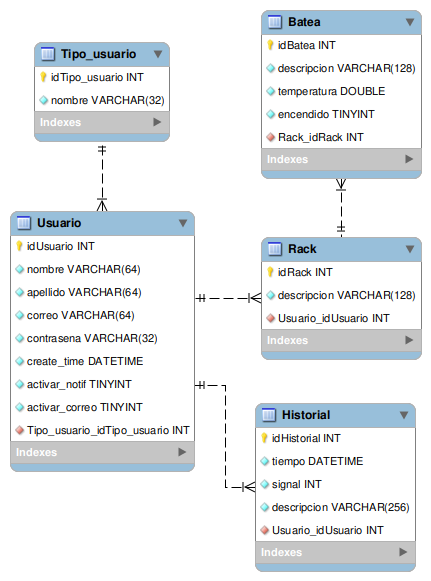 Tipo_usuario
idTipo_usuario INT
nombre VARCHAR(32)
Indexes
Batea
idBatea INT
descripcion VARCHAR(128)
temperatura DOUBLE
encendido TINYINT
Rack_idRack INT
Indexes
Usuario
idUsuario INT
nombre VARCHAR(64)
apellido VARCHAR(64)
correo VARCHAR(64)
contrasena VARCHAR(32)
create_time DATETIME
activar_notif TINYINT
activar_correo TINYINT
Tipo_usuario_idTipo_usuario INT
Indexes
Rack
idRack INT
descripcion VARCHAR(128)
Usuario_idUsuario INT
Indexes
Historial
idHistorial INT
tiempo DATETIME
signal INT
descripcion VARCHAR(256)
Usuario_idUsuario INT
Indexes